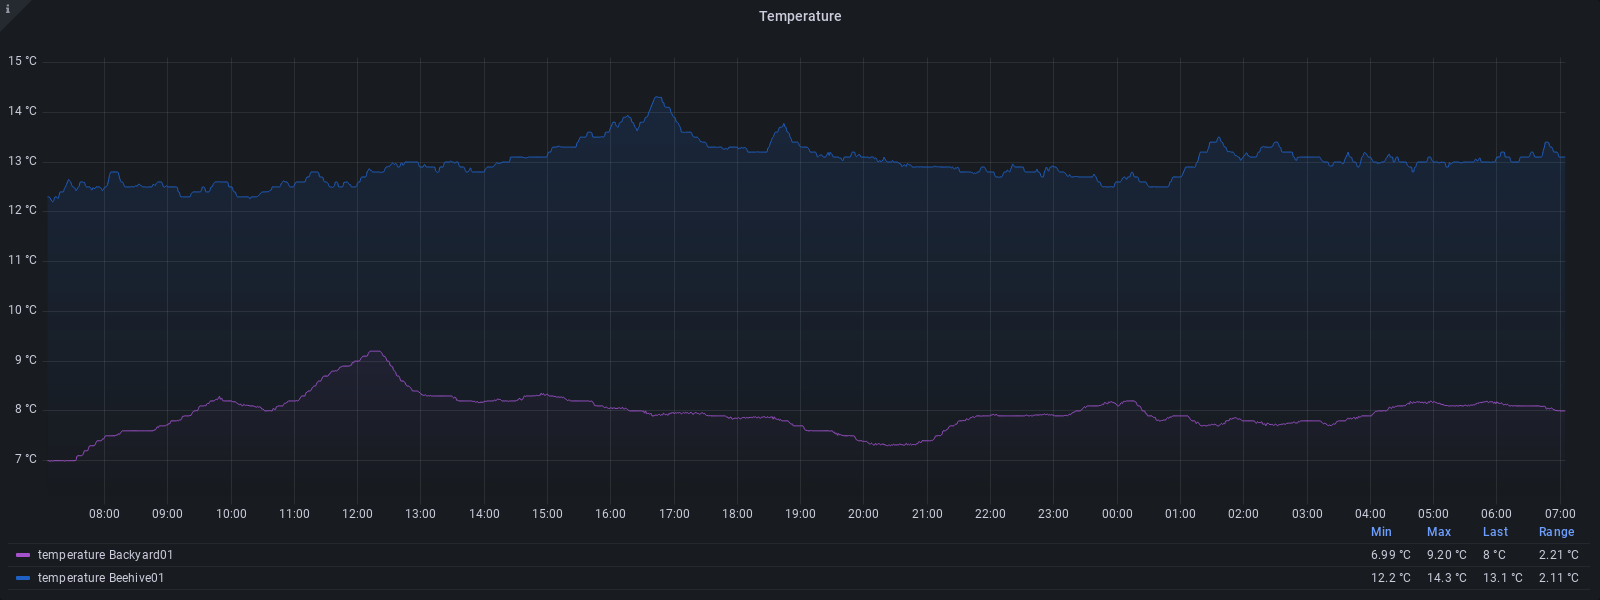 i
Temperature
15 °C
14 °C
13 °C
12 °C
11 °C
10 °C
9 °C
8 °C
7 °C
08:00 09:00 10:00 11:00 12:00 13:00 14:00 15:00 16:00 17:00 18:00 19:00 20:00 21:00 22:00 23:00 00:00 01:00 02:00 03:00 04:00 05:00 06:00 07:00
Min Max Last Range
temperature Backyard01 6.99 °C 9.20 °C 8 °C 2.21 °C
temperature Beehive01 12.2 °C 14.3 °C 13.1 °C 2.11 °C